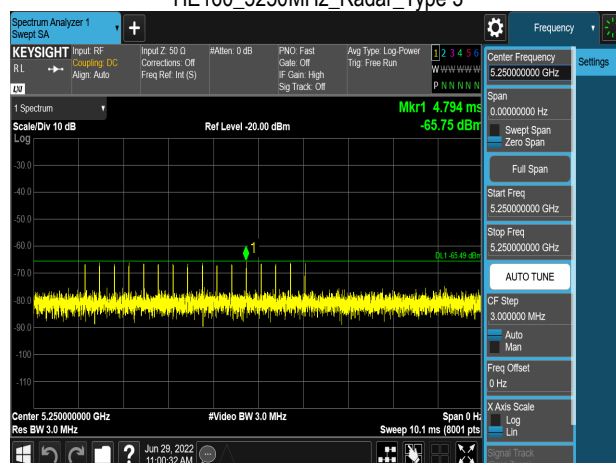 HE160_5250MHz_Radar_Type 3
Spectrum Analyzer 1
Swept SA
Frequency
Settings
KEYSIGHT
RL
Input: RF
Coupling: DC
Align: Auto
Input Z: 50 Ω
Corrections: Off
Freq Ref: Int (S)
#Atten: 0 dB
PNO: Fast
Gate: Off
IF Gain: High
Sig Track: Off
Avg Type: Log-Power
Trig: Free Run
1 2 3 4 5 6
W W W W W W
P N N N N N
LXI
1 Spectrum
Scale/Div 10 dB
Log
Ref Level -20.00 dBm
Mkr1 4.794 ms
-65.75 dBm
-30.0
-40.0
-50.0
-60.0
1
DL1 -65.49 dBm
-70.0
-80.0
-90.0
-100
-110
Center 5.250000000 GHz
Res BW 3.0 MHz
#Video BW 3.0 MHz
Span 0 Hz
Sweep 10.1 ms (8001 pts
Jun 29, 2022
11:00:32 AM
Center Frequency
5.250000000 GHz
Span
0.00000000 Hz
Swept Span
Zero Span
Full Span
Start Freq
5.250000000 GHz
Stop Freq
5.250000000 GHz
AUTO TUNE
CF Step
3.000000 MHz
Auto
Man
Freq Offset
0 Hz
X Axis Scale
Log
Lin
Signal Track